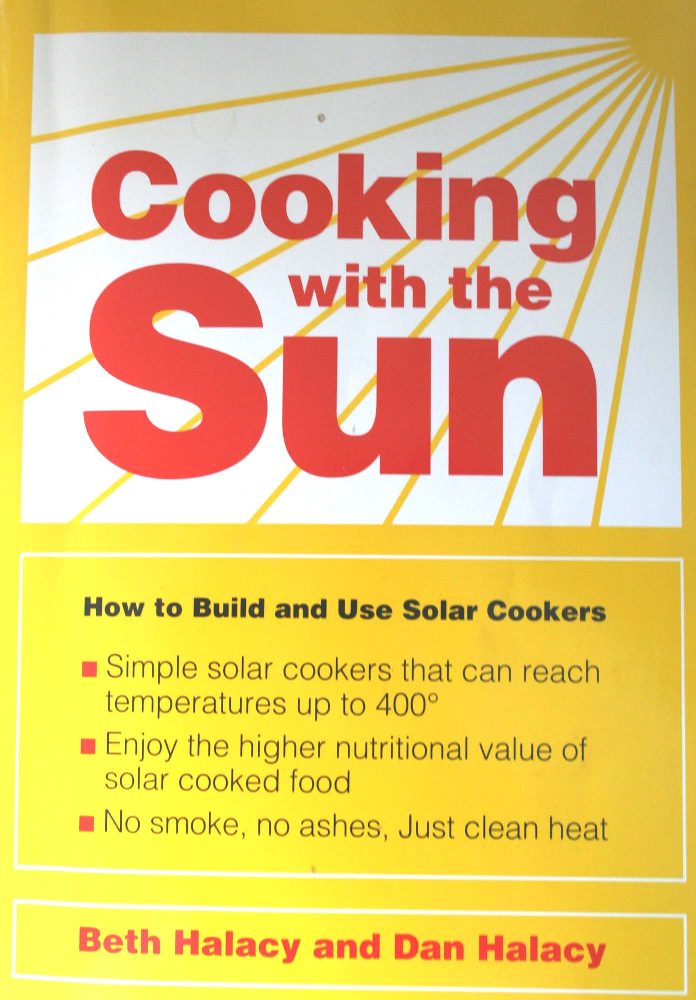 Cooking
with the
Sun
How to Build and Use Solar Cookers
Simple solar cookers that can reach
temperatures up to 400°
Enjoy the higher nutritional value of
solar cooked food
No smoke, no ashes, Just clean heat
Beth Halacy and Dan Halacy